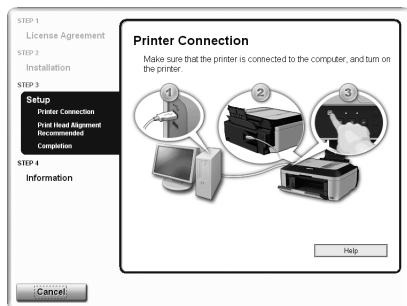 STEP 1
License Agreement
STEP 2
Installation
STEP 3
Setup
Printer Connection
Print Head Alignment
Recommended
Completion
STEP 4
Information
Cancel
Printer Connection
Make sure that the printer is connected to the computer, and turn on
the printer.
1
2
3
Help